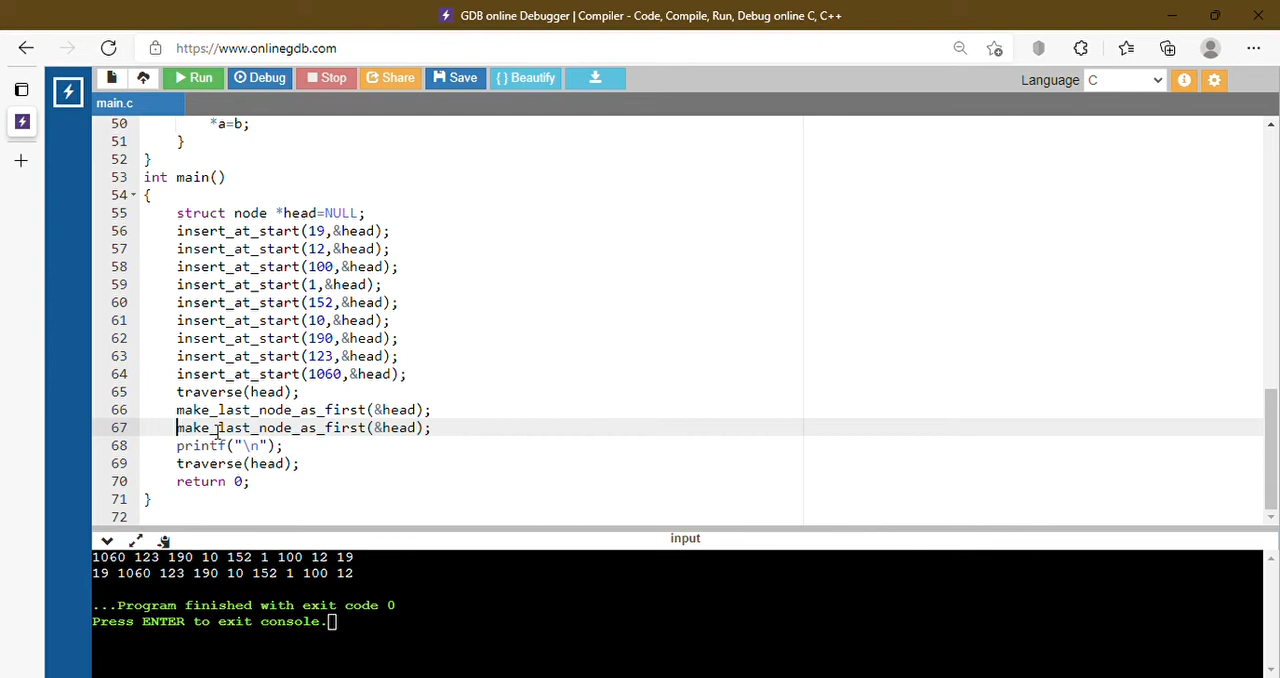 GDB online Debugger | Compiler - Code, Compile, Run, Debug online C, C++
https://www.onlinegdb.com
Run Debug Stop Share Save {} Beautify Language C
main.c
50 *a=b;
51 }
52 }
53 int main()
54 {
55 struct node *head=NULL;
56 insert_at_start(19,&head);
57 insert_at_start(12,&head);
58 insert_at_start(100,&head);
59 insert_at_start(1,&head);
60 insert_at_start(152,&head);
61 insert_at_start(10,&head);
62 insert_at_start(190,&head);
63 insert_at_start(123,&head);
64 insert_at_start(1060,&head);
65 traverse(head);
66 make_last_node_as_first(&head);
67 make_last_node_as_first(&head);
68 printf("\n");
69 traverse(head);
70 return 0;
71 }
72
input
1060 123 190 10 152 1 100 12 19
19 1060 123 190 10 152 1 100 12
...Program finished with exit code 0
Press ENTER to exit console.